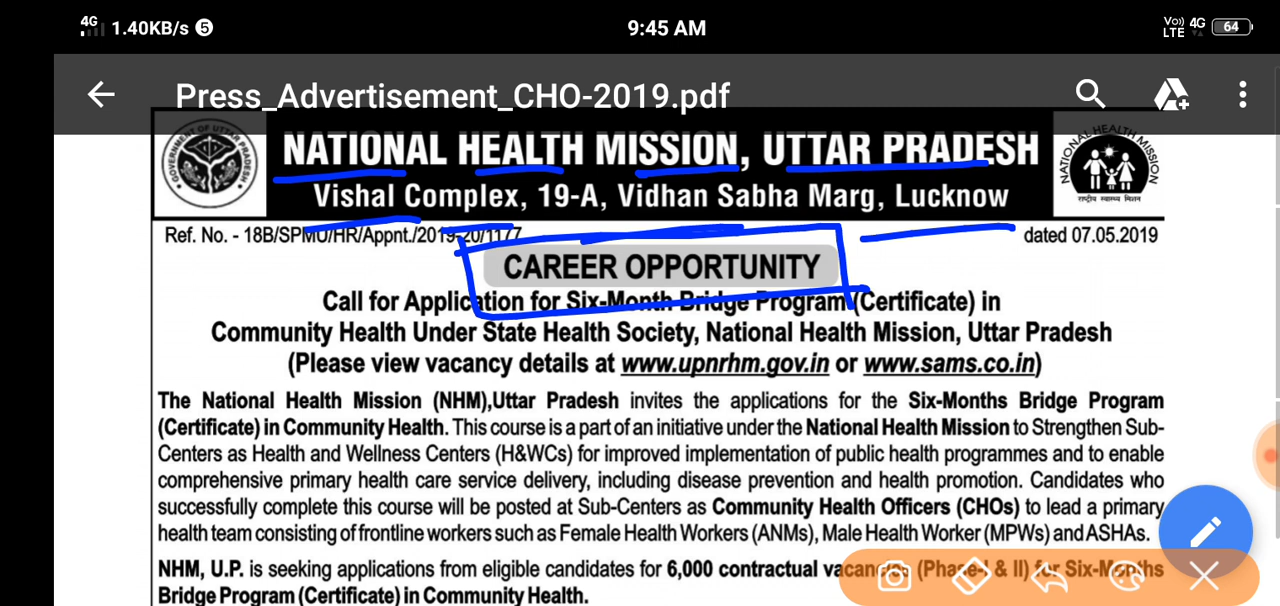 4G 1.40KB/s 5 9:45 AM Vo)) LTE 4G 64
Press_Advertisement_CHO-2019.pdf
GOVERNMENT OF UTTAR PRADESH
NATIONAL HEALTH MISSION, UTTAR PRADESH
NATIONAL HEALTH MISSION
राष्ट्रीय स्वास्थ्य मिशन
Vishal Complex, 19-A, Vidhan Sabha Marg, Lucknow
Ref. No. - 18B/SPMU/HR/Appnt./2019-20/1177 dated 07.05.2019
CAREER OPPORTUNITY
Call for Application for Six-Month Bridge Program (Certificate) in
Community Health Under State Health Society, National Health Mission, Uttar Pradesh
(Please view vacancy details at www.upnrhm.gov.in or www.sams.co.in)
The National Health Mission (NHM),Uttar Pradesh invites the applications for the Six-Months Bridge Program
(Certificate) in Community Health. This course is a part of an initiative under the National Health Mission to Strengthen Sub-
Centers as Health and Wellness Centers (H&WCs) for improved implementation of public health programmes and to enable
comprehensive primary health care service delivery, including disease prevention and health promotion. Candidates who
successfully complete this course will be posted at Sub-Centers as Community Health Officers (CHOs) to lead a primary
health team consisting of frontline workers such as Female Health Workers (ANMs), Male Health Worker (MPWs) and ASHAs.
NHM, U.P. is seeking applications from eligible candidates for 6,000 contractual vacancies (Phase-I & II) for Six-Months
Bridge Program (Certificate) in Community Health.